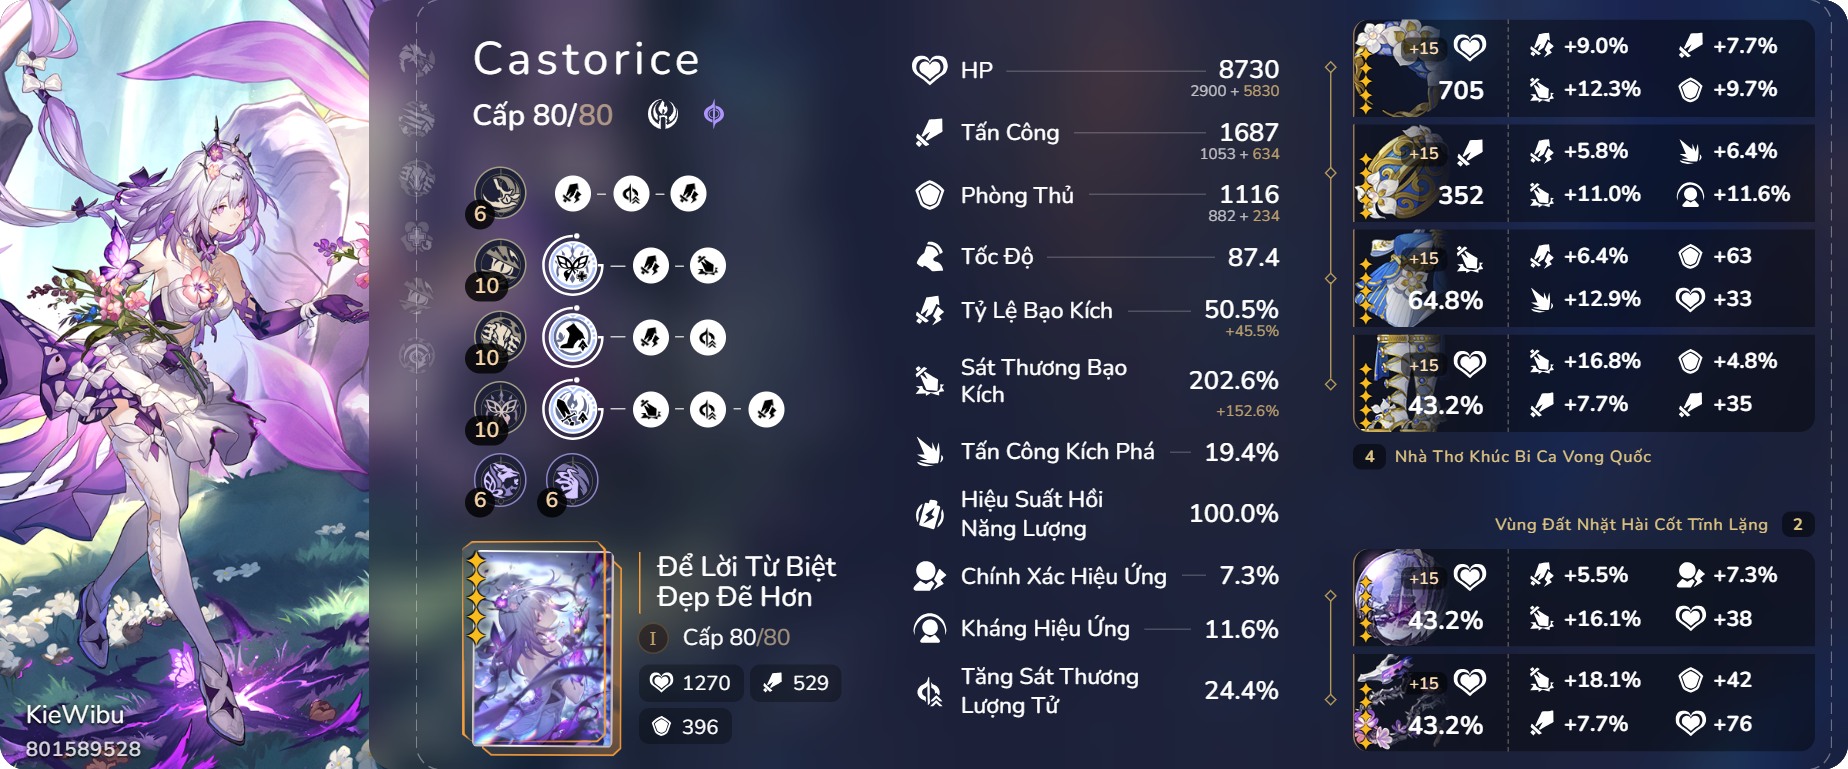 Castorice
Cấp 80/80
6
10
10
10
6
6
Để Lời Từ Biệt
Đẹp Đẽ Hơn
I
Cấp 80/80
1270
529
396
KieWibu
801589528
HP
8730
2900 + 5830
Tấn Công
1687
1053 + 634
Phòng Thủ
1116
882 + 234
Tốc Độ
87.4
Tỷ Lệ Bạo Kích
50.5%
+45.5%
Sát Thương Bạo
Kích
202.6%
+152.6%
Tấn Công Kích Phá
19.4%
Hiệu Suất Hồi
Năng Lượng
100.0%
Chính Xác Hiệu Ứng
7.3%
Kháng Hiệu Ứng
11.6%
Tăng Sát Thương
Lượng Tử
24.4%
+15
705
+9.0% +7.7%
+12.3% +9.7%
+15
352
+5.8% +6.4%
+11.0% +11.6%
+15
64.8%
+6.4% +63
+12.9% +33
+15
43.2%
+16.8% +4.8%
+7.7% +35
4 Nhà Thơ Khúc Bi Ca Vong Quốc
Vùng Đất Nhặt Hài Cốt Tĩnh Lặng 2
+15
43.2%
+5.5% +7.3%
+16.1% +38
+15
43.2%
+18.1% +42
+7.7% +76